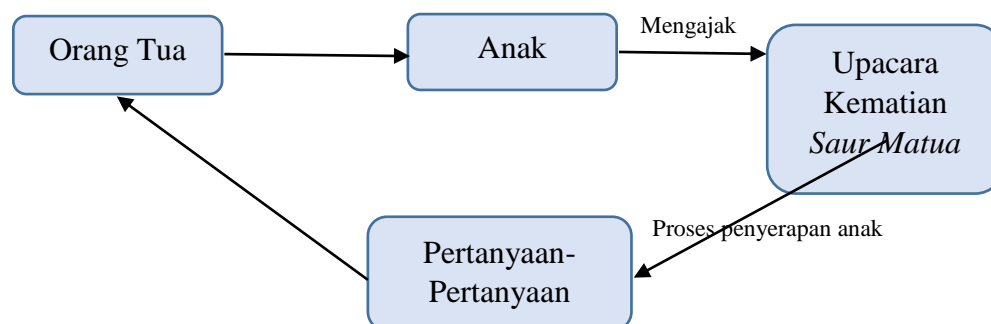 Orang Tua
Anak
Mengajak
Upacara
Kematian
Saur Matua
Proses penyerapan anak
Pertanyaan-
Pertanyaan